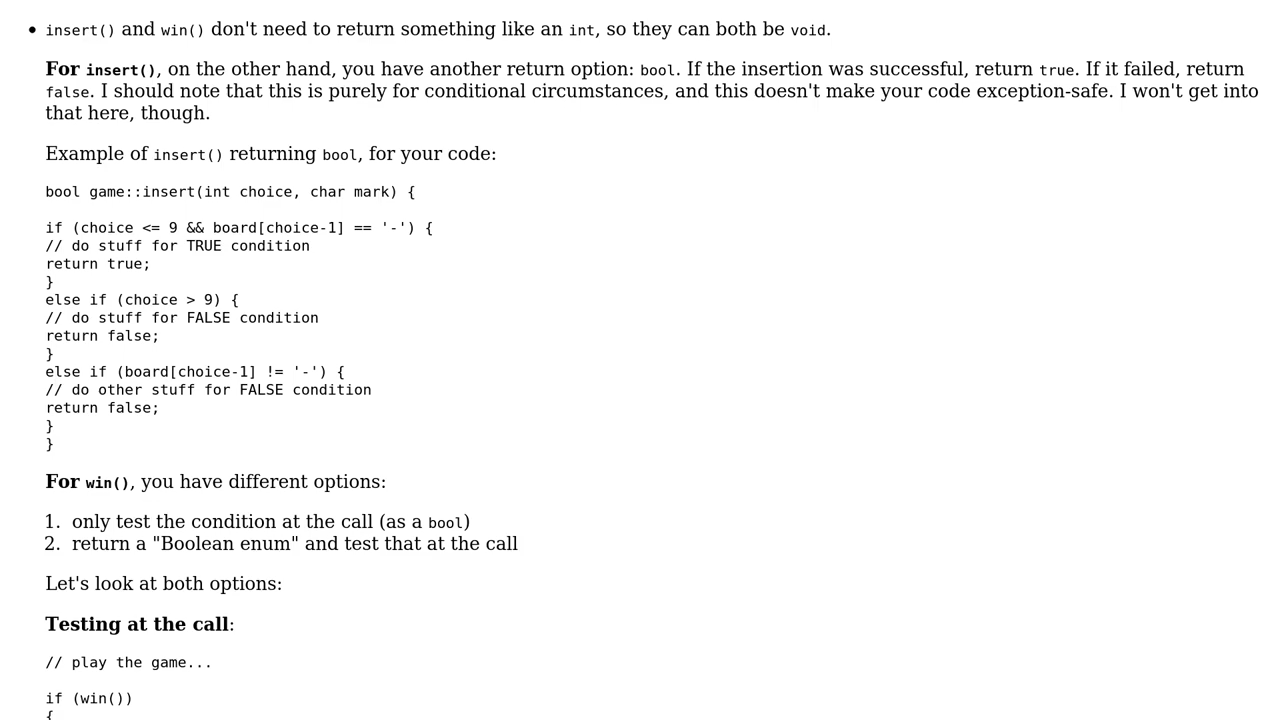 • insert() and win() don't need to return something like an int, so they can both be void.
For insert(), on the other hand, you have another return option: bool. If the insertion was successful, return true. If it failed, return
false. I should note that this is purely for conditional circumstances, and this doesn't make your code exception-safe. I won't get into
that here, though.
Example of insert() returning bool, for your code:
bool game::insert(int choice, char mark) {
if (choice <= 9 && board[choice-1] == '-') {
// do stuff for TRUE condition
return true;
}
else if (choice > 9) {
// do stuff for FALSE condition
return false;
}
else if (board[choice-1] != '-') {
// do other stuff for FALSE condition
return false;
}
}
For win(), you have different options:
1. only test the condition at the call (as a bool)
2. return a "Boolean enum" and test that at the call
Let's look at both options:
Testing at the call:
// play the game...
if (win())
{